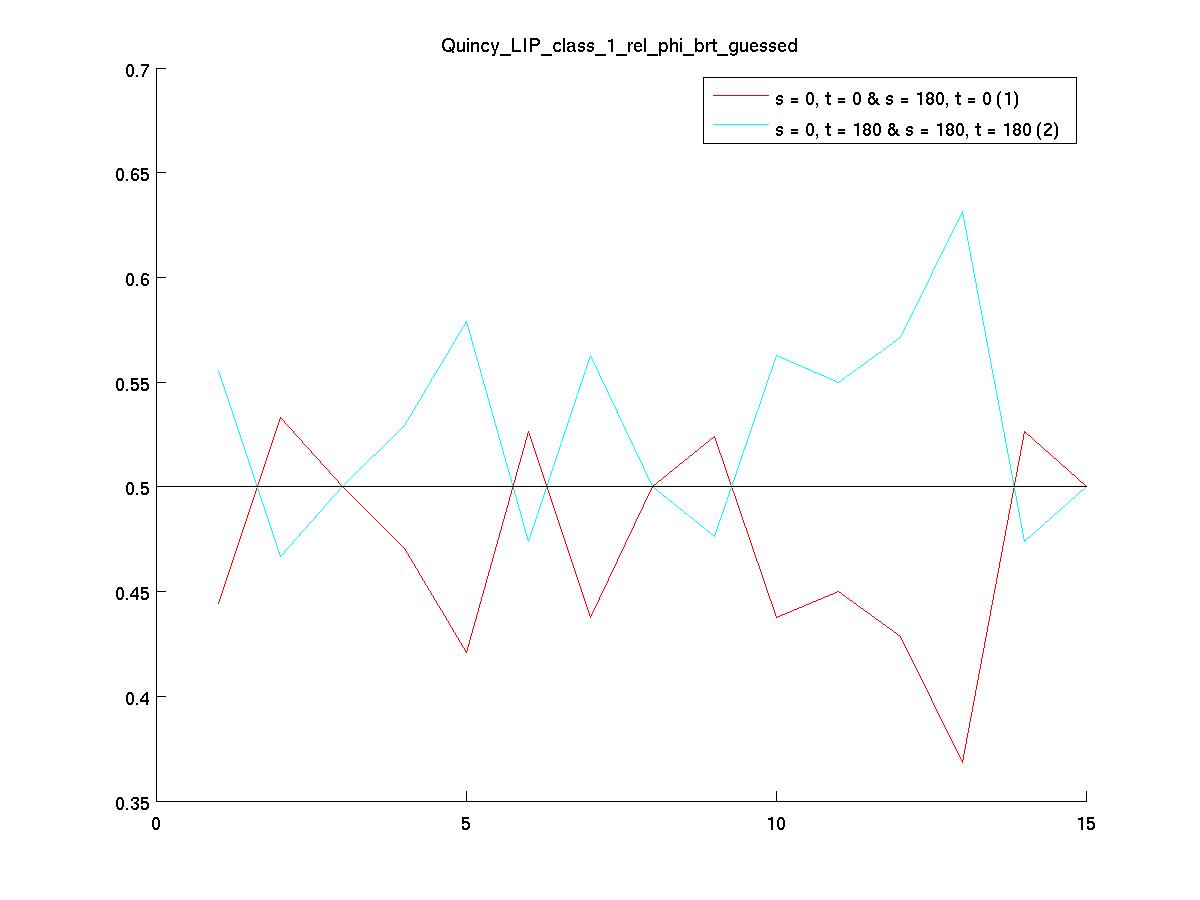 Quincy_LIP_class_1_rel_phi_brt_guessed
0.7
s = 0, t = 0 & s = 180, t = 0 (1)
s = 0, t = 180 & s = 180, t = 180 (2)
0.65
0.6
0.55
0.5
0.45
0.4
0.35
0 5 10 15